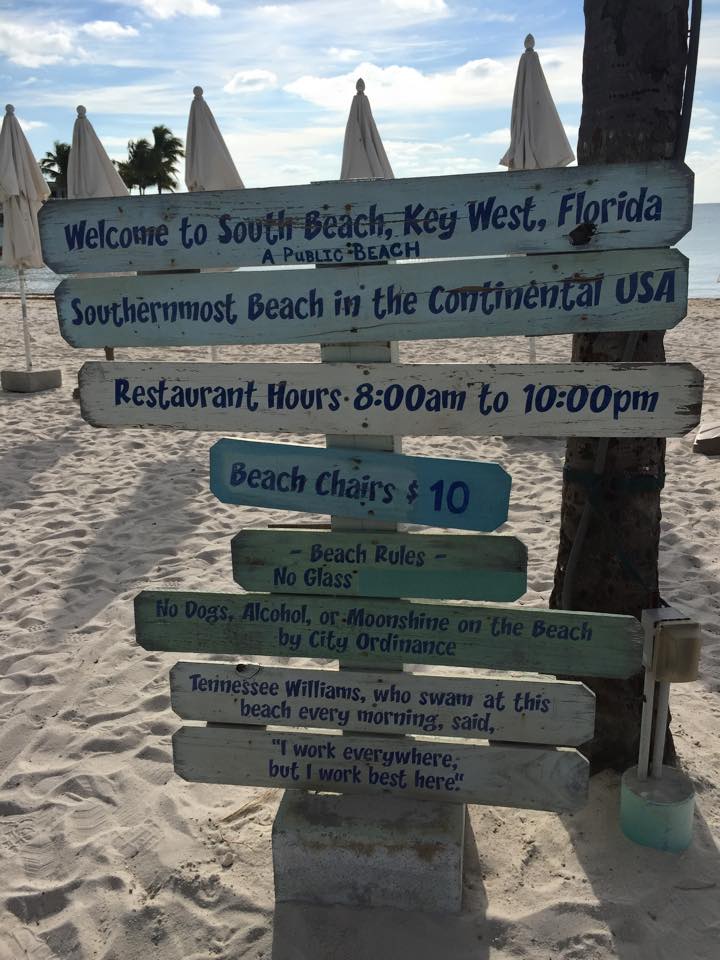 Welcome to South Beach, Key West, Florida
A Public Beach
Southernmost Beach in the Continental USA
Restaurant Hours 8:00am to 10:00pm
Beach Chairs $10
- Beach Rules -
No Glass
No Dogs, Alcohol, or Moonshine on the Beach
by City Ordinance
Tennessee Williams, who swam at this
beach every morning, said,
"I work everywhere,
but I work best here."